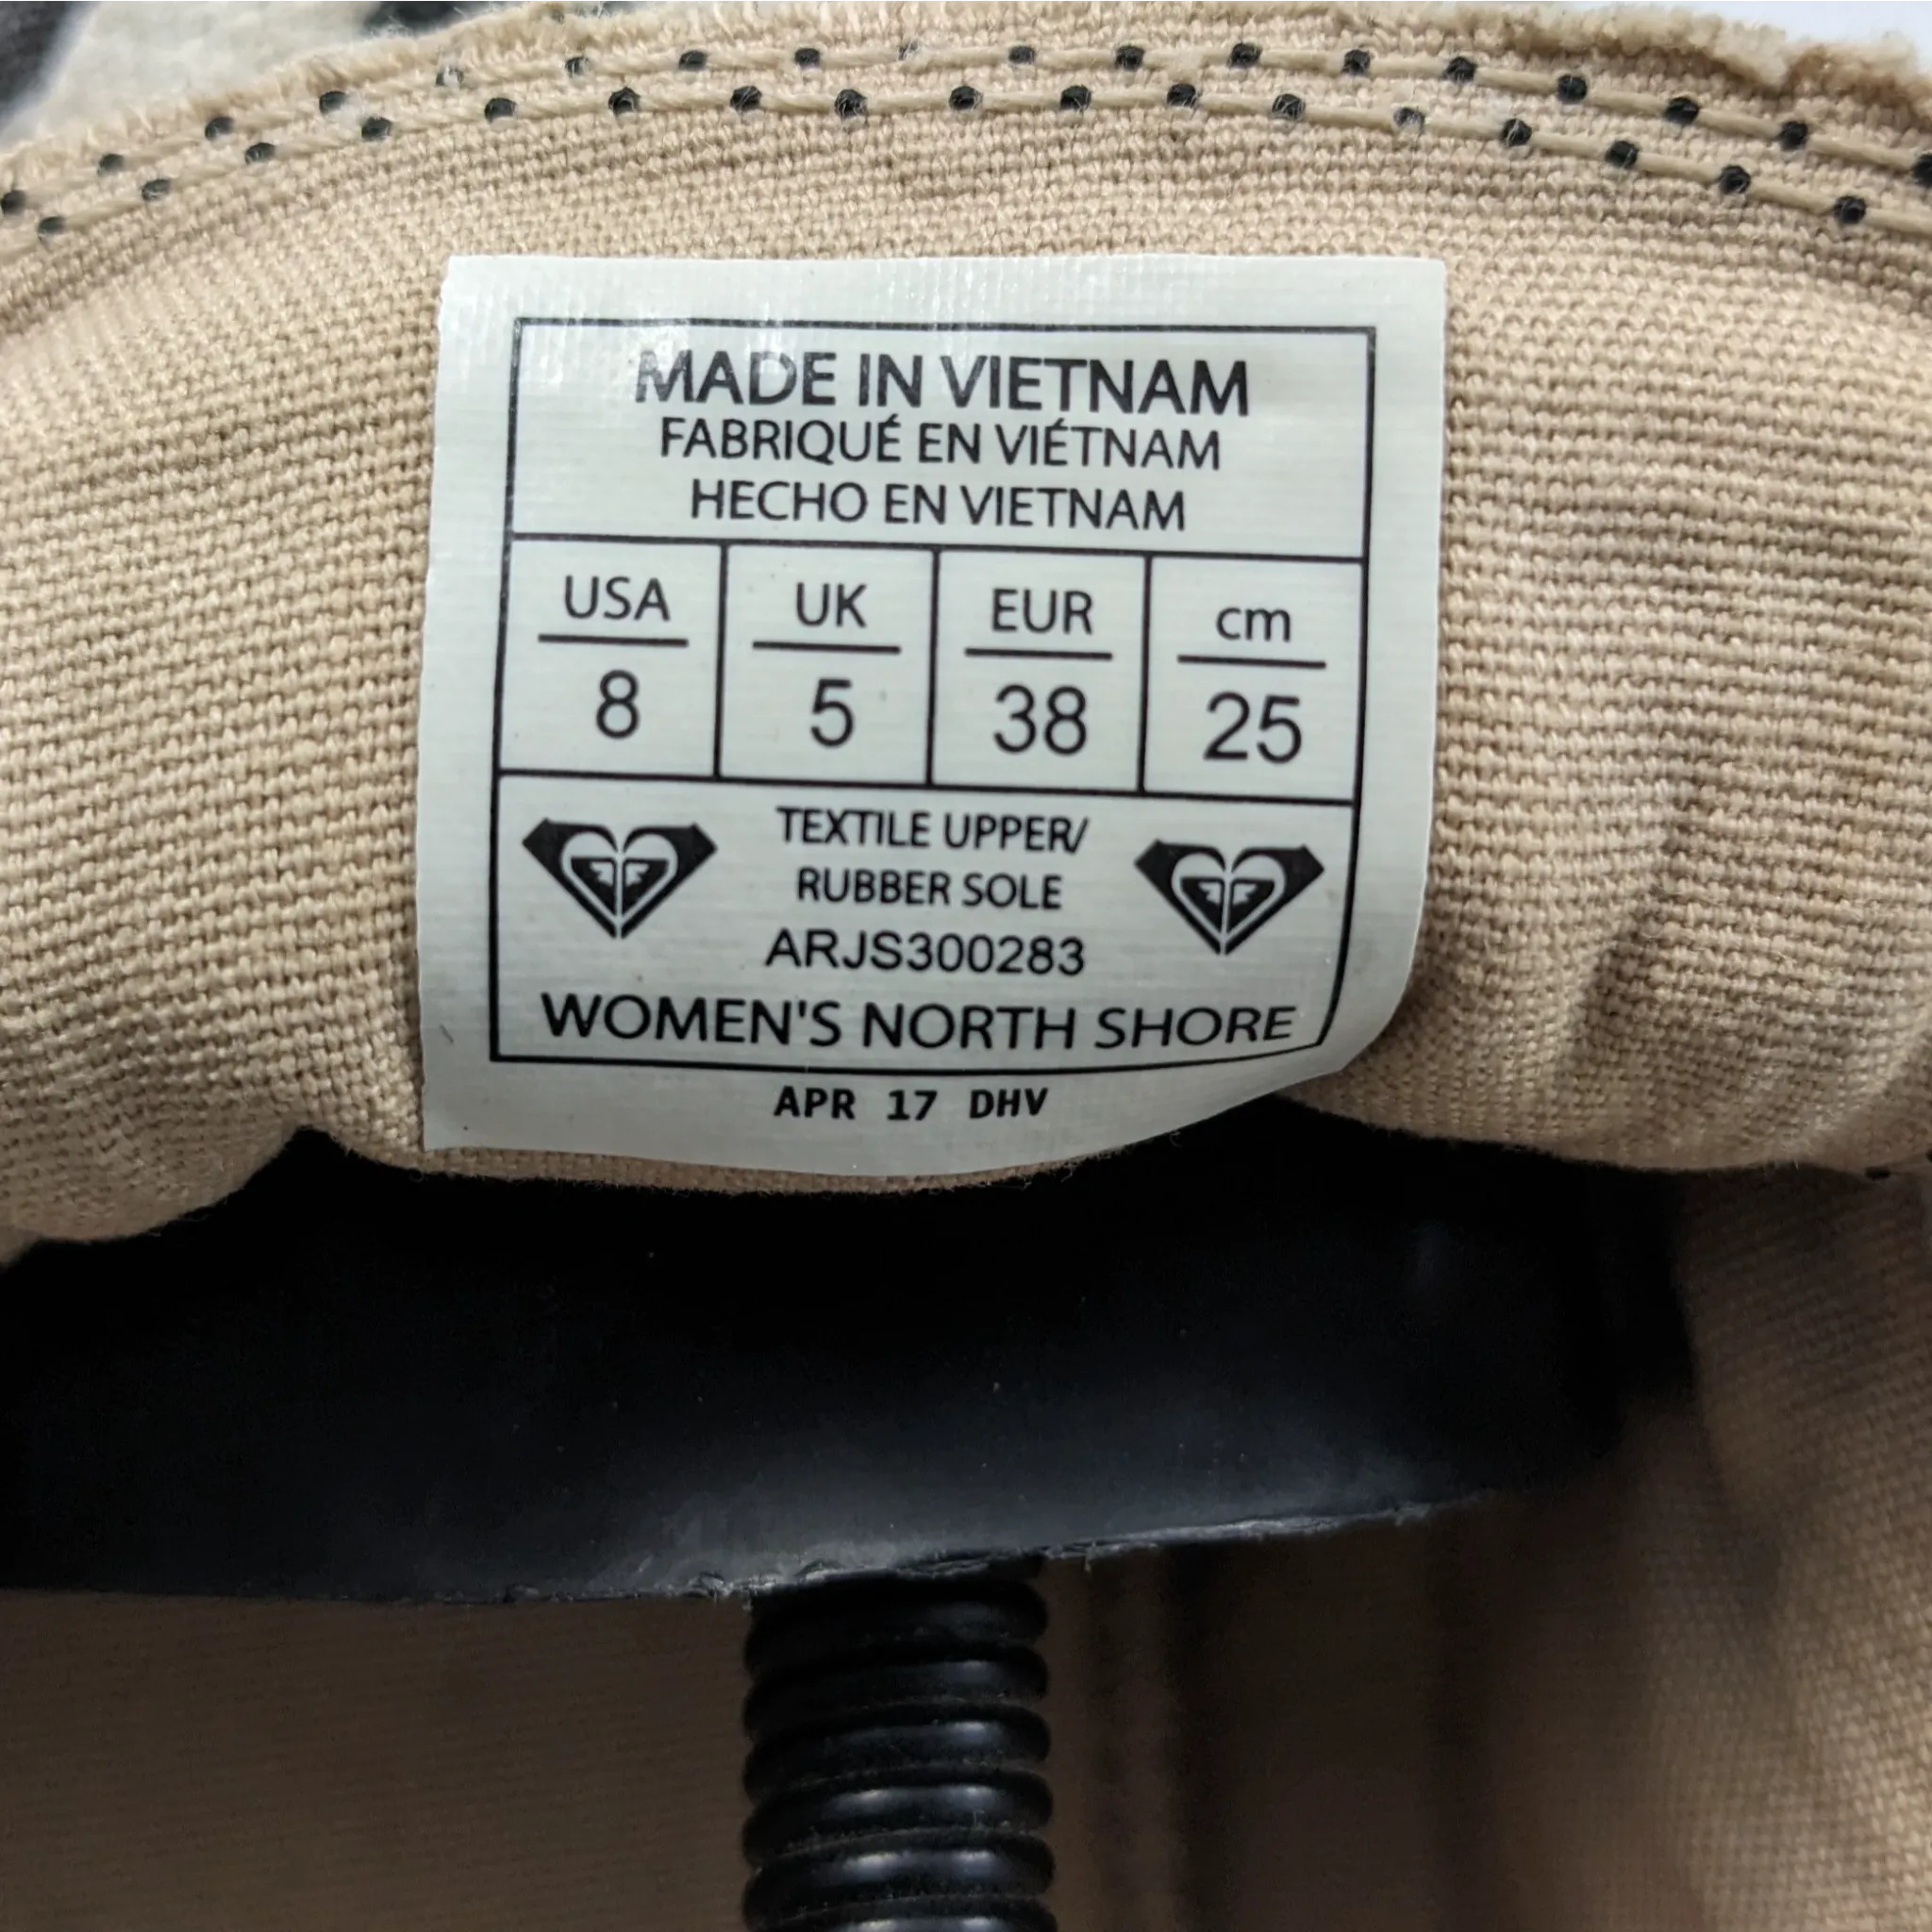 MADE IN VIETNAM
FABRIQUÉ EN VIÉTNAM
HECHO EN VIETNAM
USA UK EUR cm
8 5 38 25
TEXTILE UPPER/
RUBBER SOLE
ARJS300283
WOMEN'S NORTH SHORE
APR 17 DHV